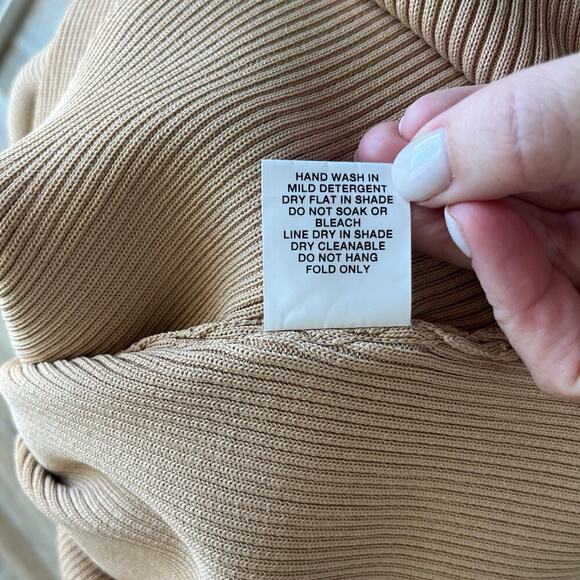 HAND WASH IN
MILD DETERGENT
DRY FLAT IN SHADE
DO NOT SOAK OR
BLEACH
LINE DRY IN SHADE
DRY CLEANABLE
DO NOT HANG
FOLD ONLY